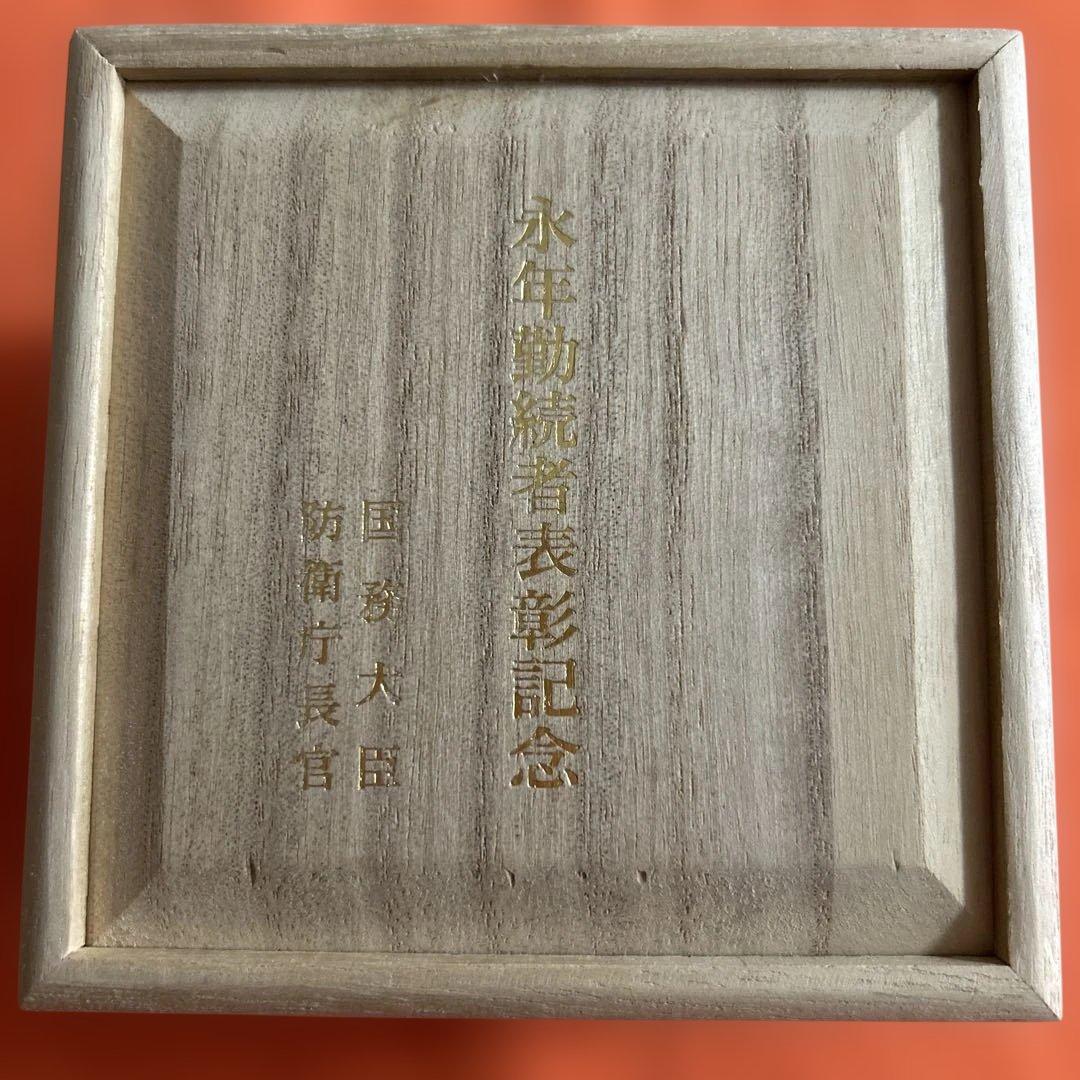 永年勤続者表彰記念
国務大臣
防衛庁長官